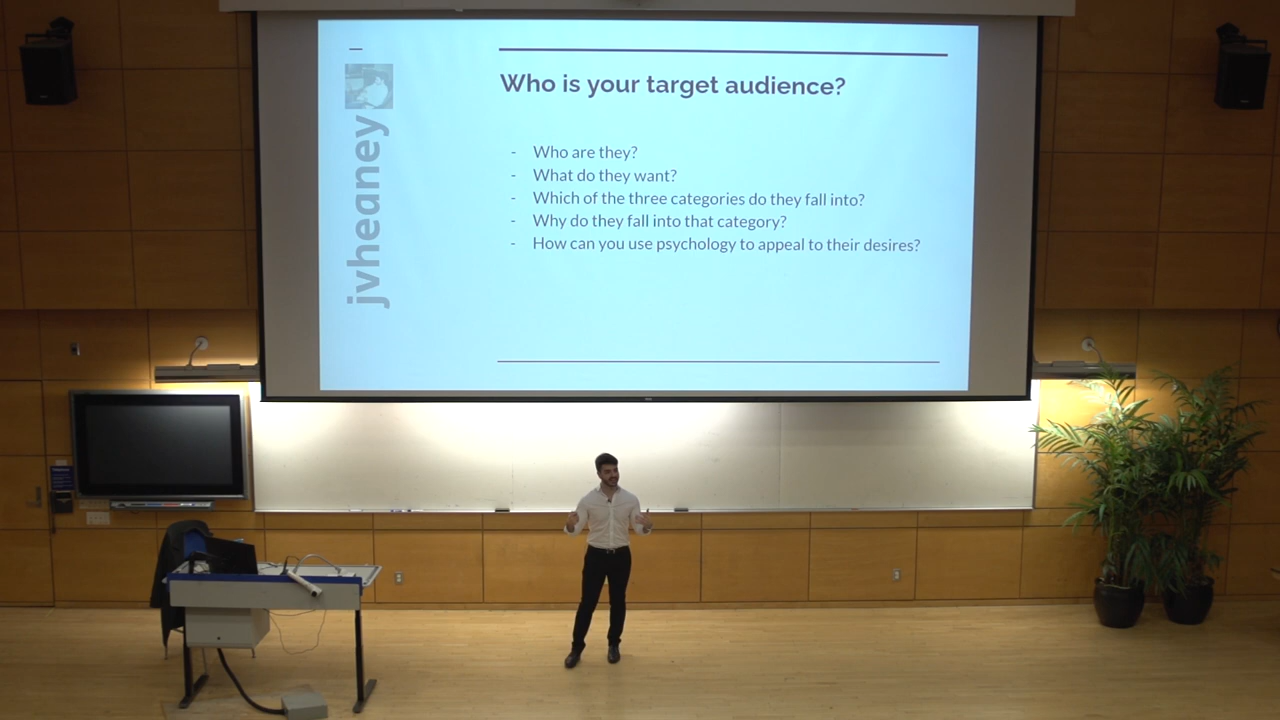 jvheaney
Who is your target audience?
- Who are they?
- What do they want?
- Which of the three categories do they fall into?
- Why do they fall into that category?
- How can you use psychology to appeal to their desires?